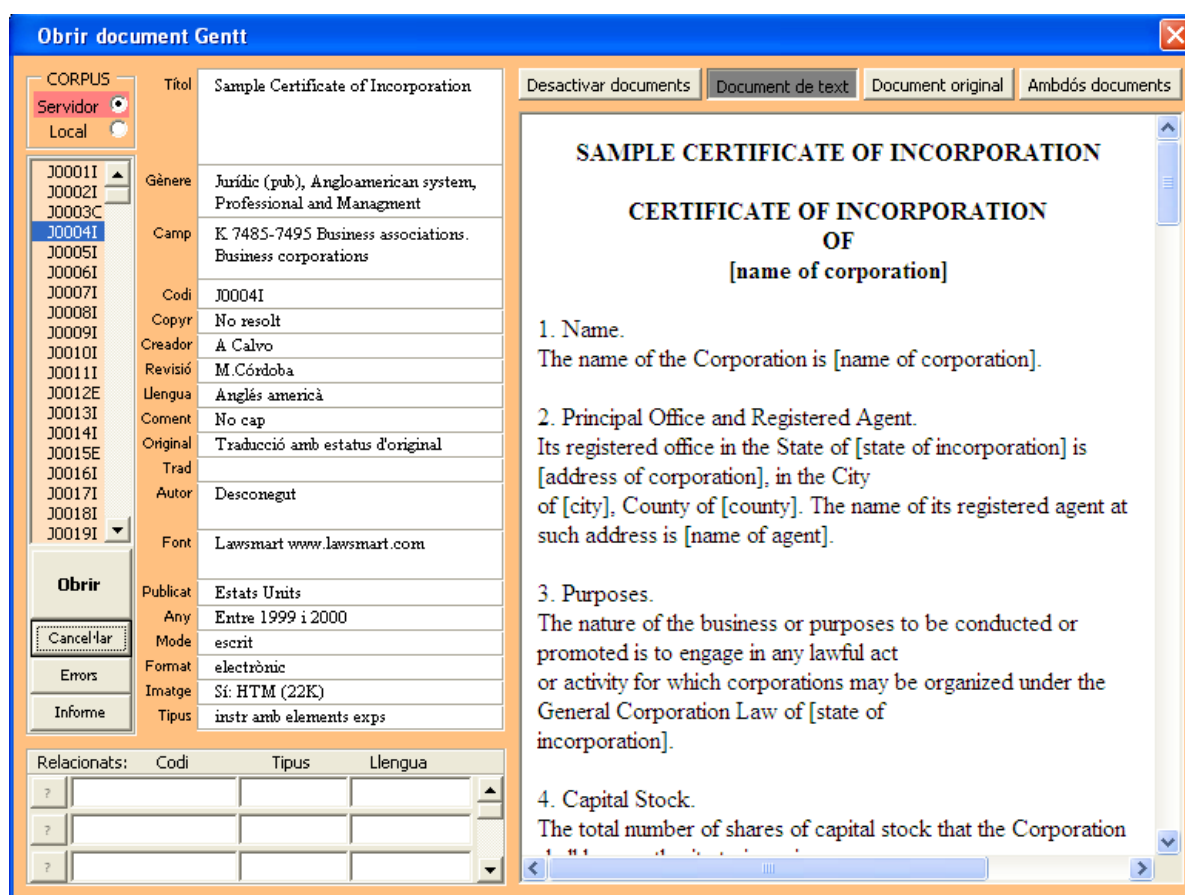 Obrir document Gentt
CORPUS
Servidor
Local
J0001I
J0002I
J0003C
J0004I
J0005I
J0006I
J0007I
J0008I
J0009I
J0010I
J0011I
J0012E
J0013I
J0014I
J0015E
J0016I
J0017I
J0018I
J0019I
Obrir
Cancel·lar
Errors
Informe
Títol Sample Certificate of Incorporation
Gènere Jurídic (pub), Angloamerican system,
Professional and Managment
Camp K 7485-7495 Business associations.
Business corporations
Codi J0004I
Copyr No resolt
Creador A Calvo
Revisió M.Córdoba
Llengua Anglés americà
Coment No cap
Original Traducció amb estatus d'original
Trad
Autor Desconegut
Font Lawsmart www.lawsmart.com
Publicat Estats Units
Any Entre 1999 i 2000
Mode escrit
Format electrònic
Imatge Sí: HTM (22K)
Tipus instr amb elements exps
Relacionats: Codi Tipus Llengua
?
?
?
Desactivar documents Document de text Document original Ambdós documents
SAMPLE CERTIFICATE OF INCORPORATION
CERTIFICATE OF INCORPORATION
OF
[name of corporation]
1. Name.
The name of the Corporation is [name of corporation].
2. Principal Office and Registered Agent.
Its registered office in the State of [state of incorporation] is
[address of corporation], in the City
of [city], County of [county]. The name of its registered agent at
such address is [name of agent].
3. Purposes.
The nature of the business or purposes to be conducted or
promoted is to engage in any lawful act
or activity for which corporations may be organized under the
General Corporation Law of [state of
incorporation].
4. Capital Stock.
The total number of shares of capital stock that the Corporation